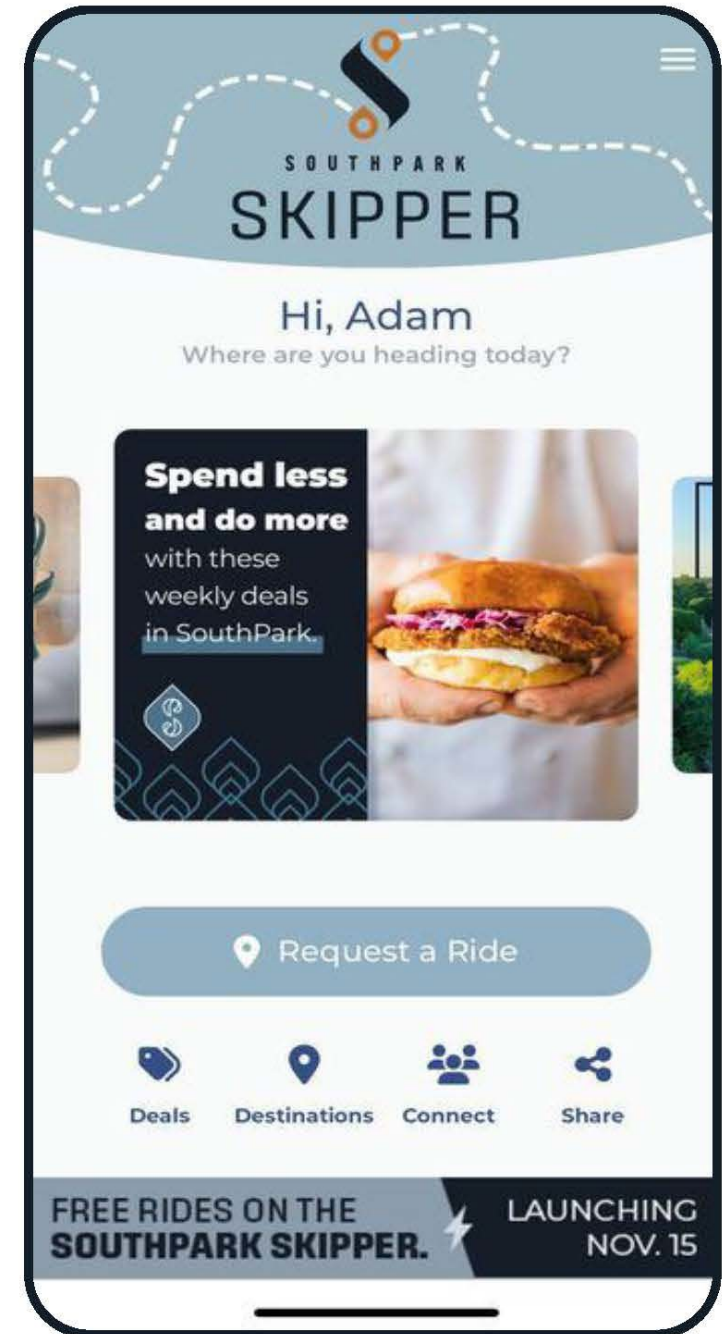 SOUTHPARK
SKIPPER
Hi, Adam
Where are you heading today?
Spend less
and do more
with these
weekly deals
in SouthPark.
Request a Ride
Deals Destinations Connect Share
FREE RIDES ON THE
SOUTHPARK SKIPPER.
LAUNCHING
NOV. 15